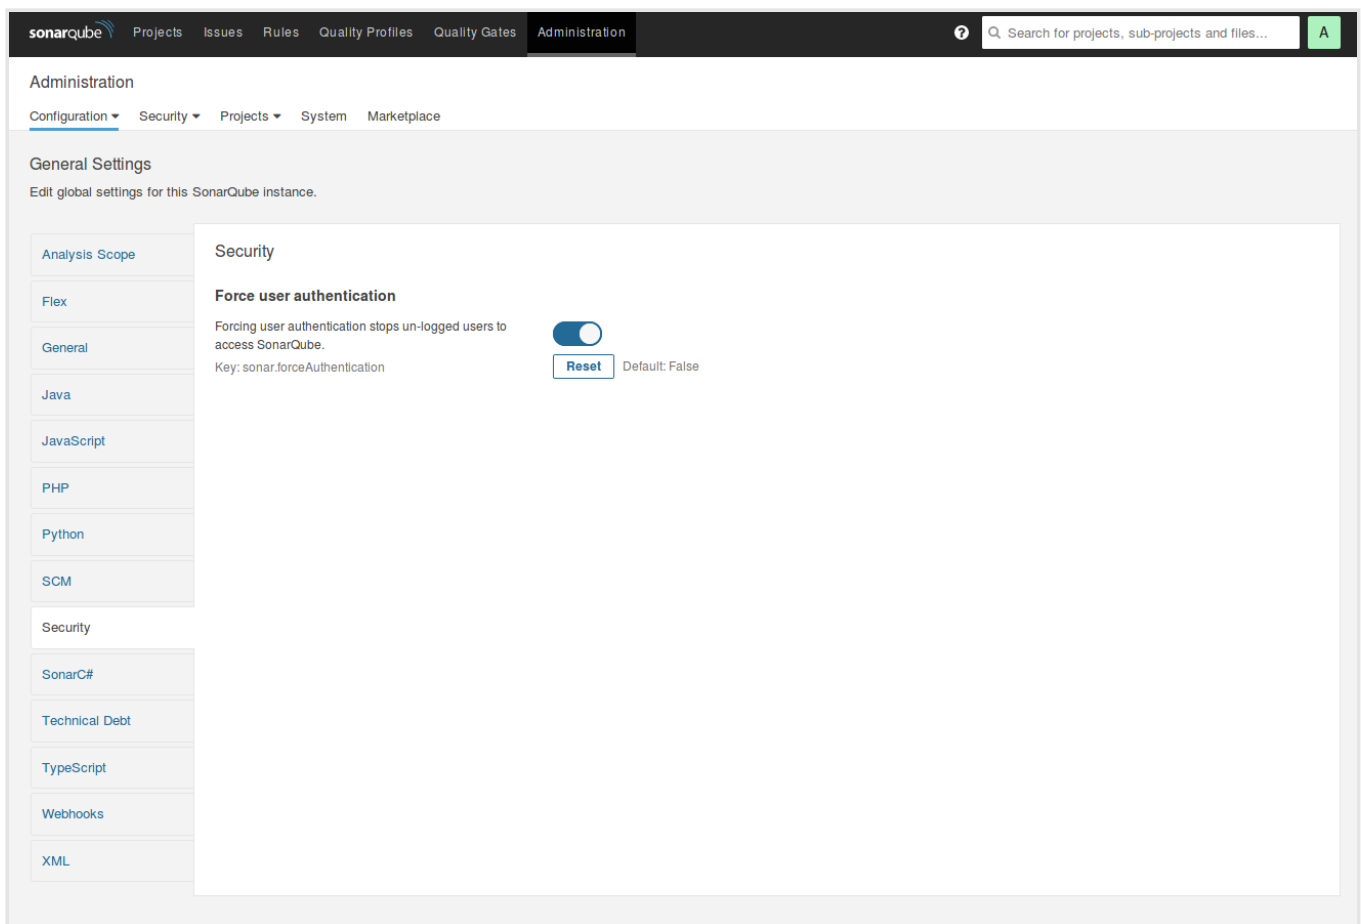 sonarqube Projects Issues Rules Quality Profiles Quality Gates Administration ? Search for projects, sub-projects and files... A
Administration
Configuration Security Projects System Marketplace
General Settings
Edit global settings for this SonarQube instance.
Analysis Scope
Flex
General
Java
JavaScript
PHP
Python
SCM
Security
SonarC#
Technical Debt
TypeScript
Webhooks
XML
Security
Force user authentication
Forcing user authentication stops un-logged users to
access SonarQube.
Key: sonar.forceAuthentication
Reset Default: False